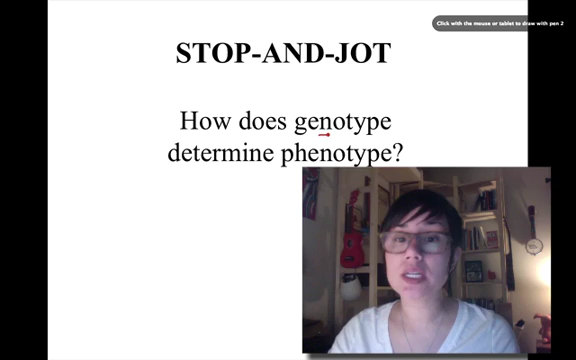 Click with the mouse or tablet to draw with pen 2
STOP-AND-JOT
How does genotype
determine phenotype?